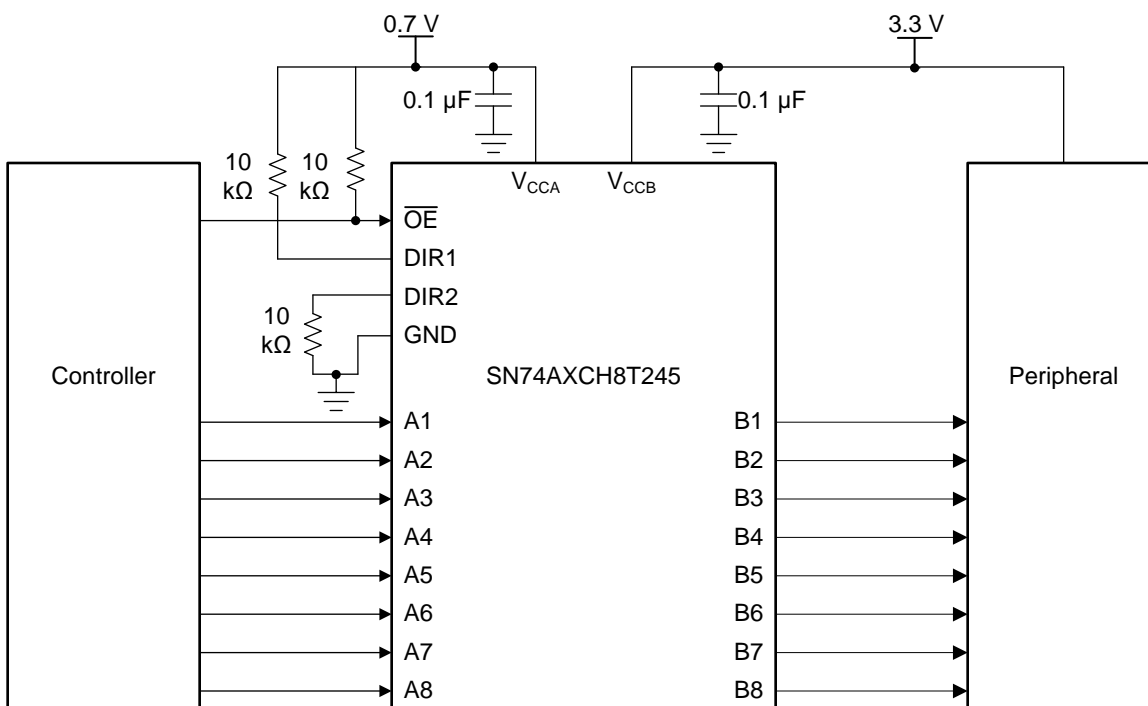 0.7 V
3.3 V
0.1 µF
0.1 µF
10
kΩ
10
kΩ
VCCA
VCCB
OE
DIR1
DIR2
GND
10
kΩ
Controller
SN74AXCH8T245
Peripheral
A1
B1
A2
B2
A3
B3
A4
B4
A5
B5
A6
B6
A7
B7
A8
B8